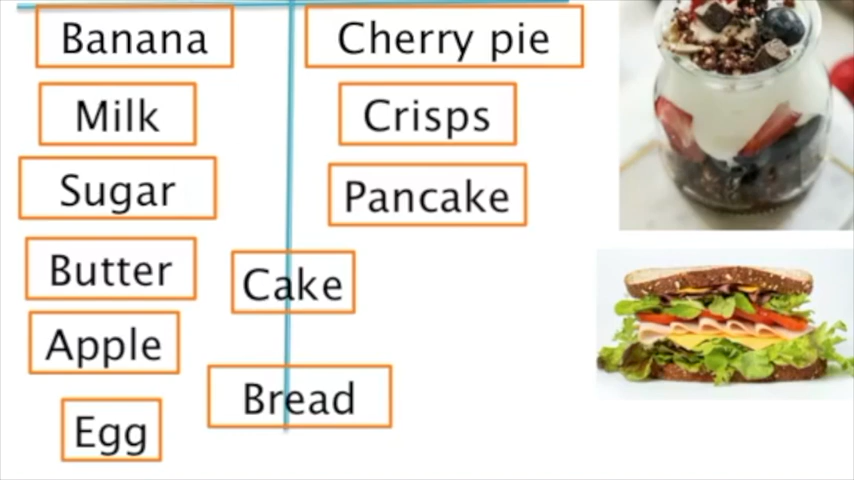 Banana
Cherry pie
Milk
Crisps
Sugar
Pancake
Butter
Cake
Apple
Bread
Egg